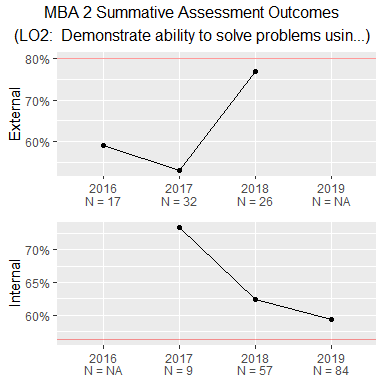 MBA 2 Summative Assessment Outcomes
(LO2:  Demonstrate ability to solve problems usin...)
External
80%
70%
60%
2016 2017 2018 2019
N = 17 N = 32 N = 26 N = NA
Internal
70%
65%
60%
2016 2017 2018 2019
N = NA N = 9 N = 57 N = 84